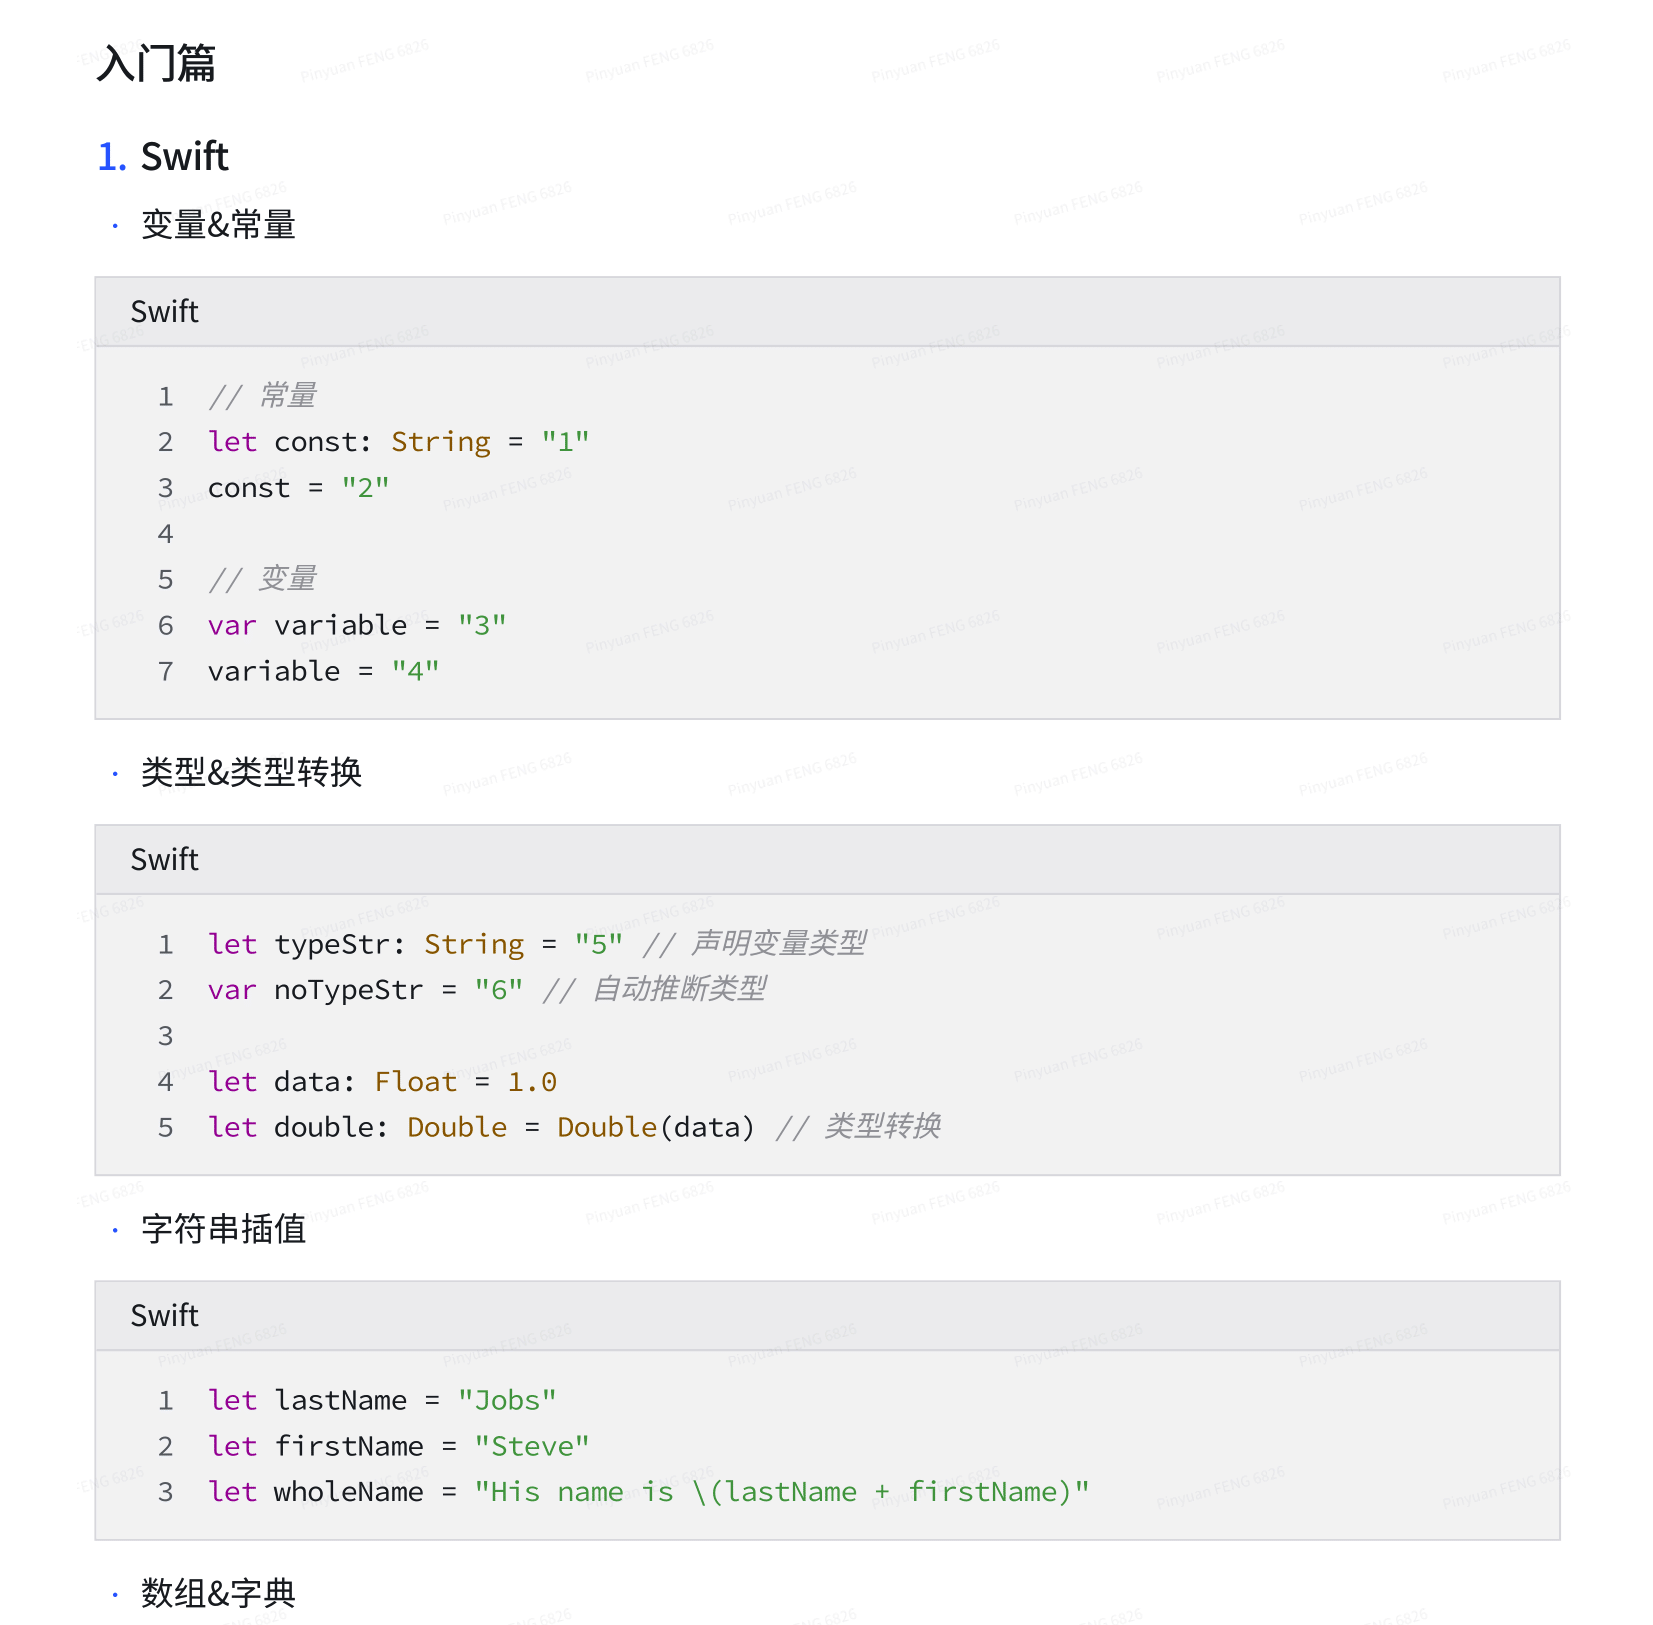 入门篇
1. Swift
· 变量&常量
Swift
1 // 常量
2 let const: String = "1"
3 const = "2"
4
5 // 变量
6 var variable = "3"
7 variable = "4"
· 类型&类型转换
Swift
1 let typeStr: String = "5" // 声明变量类型
2 var noTypeStr = "6" // 自动推断类型
3
4 let data: Float = 1.0
5 let double: Double = Double(data) // 类型转换
· 字符串插值
Swift
1 let lastName = "Jobs"
2 let firstName = "Steve"
3 let wholeName = "His name is \(lastName + firstName)"
· 数组&字典
Pinyuan FENG 6826